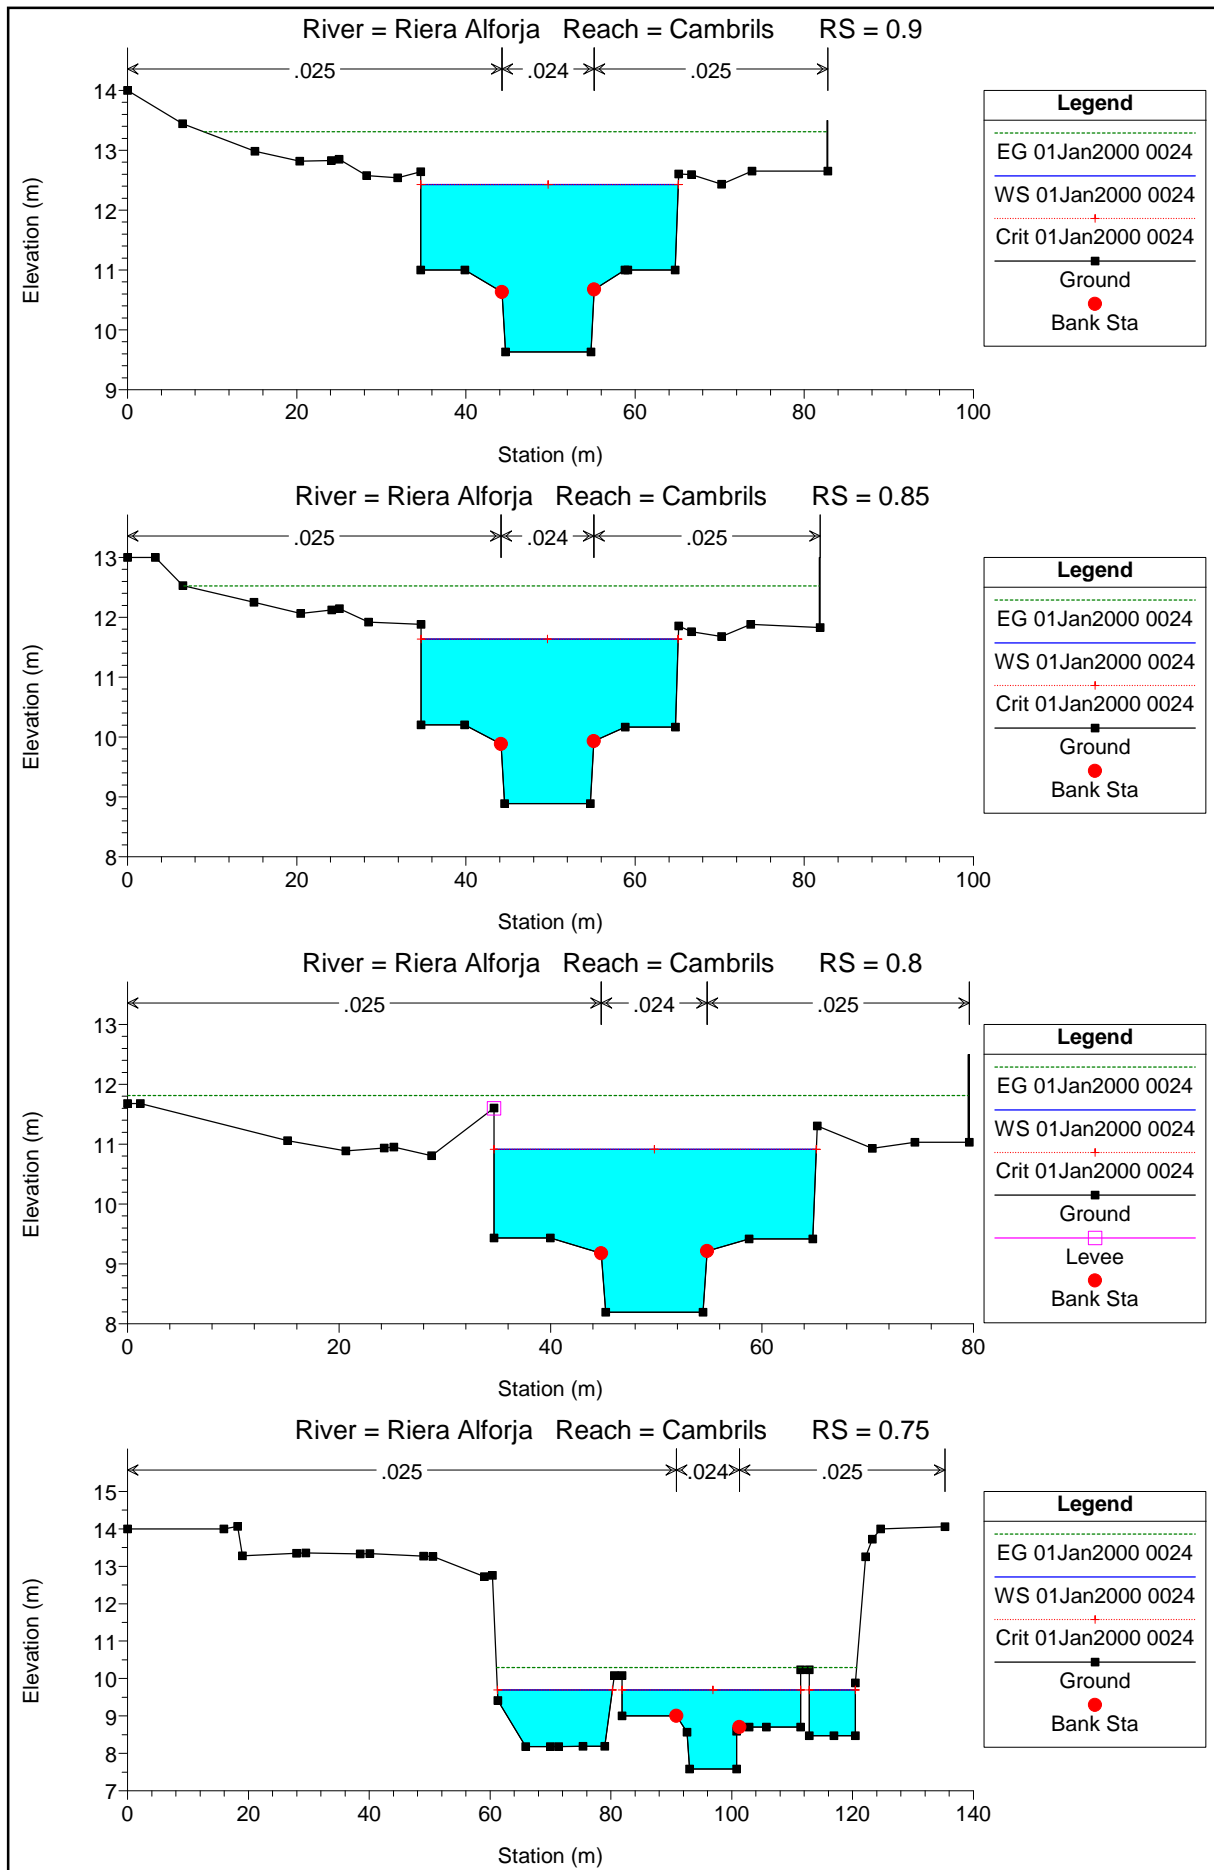 River = Riera Alforja Reach = Cambrils RS = 0.9
.025 .024 .025
14
13
12
11
10
9
Elevation (m)
0 20 40 60 80 100
Station (m)
Legend
EG 01Jan2000 0024
WS 01Jan2000 0024
Crit 01Jan2000 0024
Ground
Bank Sta
River = Riera Alforja Reach = Cambrils RS = 0.85
.025 .024 .025
13
12
11
10
9
8
Elevation (m)
0 20 40 60 80 100
Station (m)
Legend
EG 01Jan2000 0024
WS 01Jan2000 0024
Crit 01Jan2000 0024
Ground
Bank Sta
River = Riera Alforja Reach = Cambrils RS = 0.8
.025 .024 .025
13
12
11
10
9
8
Elevation (m)
0 20 40 60 80
Station (m)
Legend
EG 01Jan2000 0024
WS 01Jan2000 0024
Crit 01Jan2000 0024
Ground
Levee
Bank Sta
River = Riera Alforja Reach = Cambrils RS = 0.75
.025 .024 .025
15
14
13
12
11
10
9
8
7
Elevation (m)
0 20 40 60 80 100 120 140
Station (m)
Legend
EG 01Jan2000 0024
WS 01Jan2000 0024
Crit 01Jan2000 0024
Ground
Bank Sta